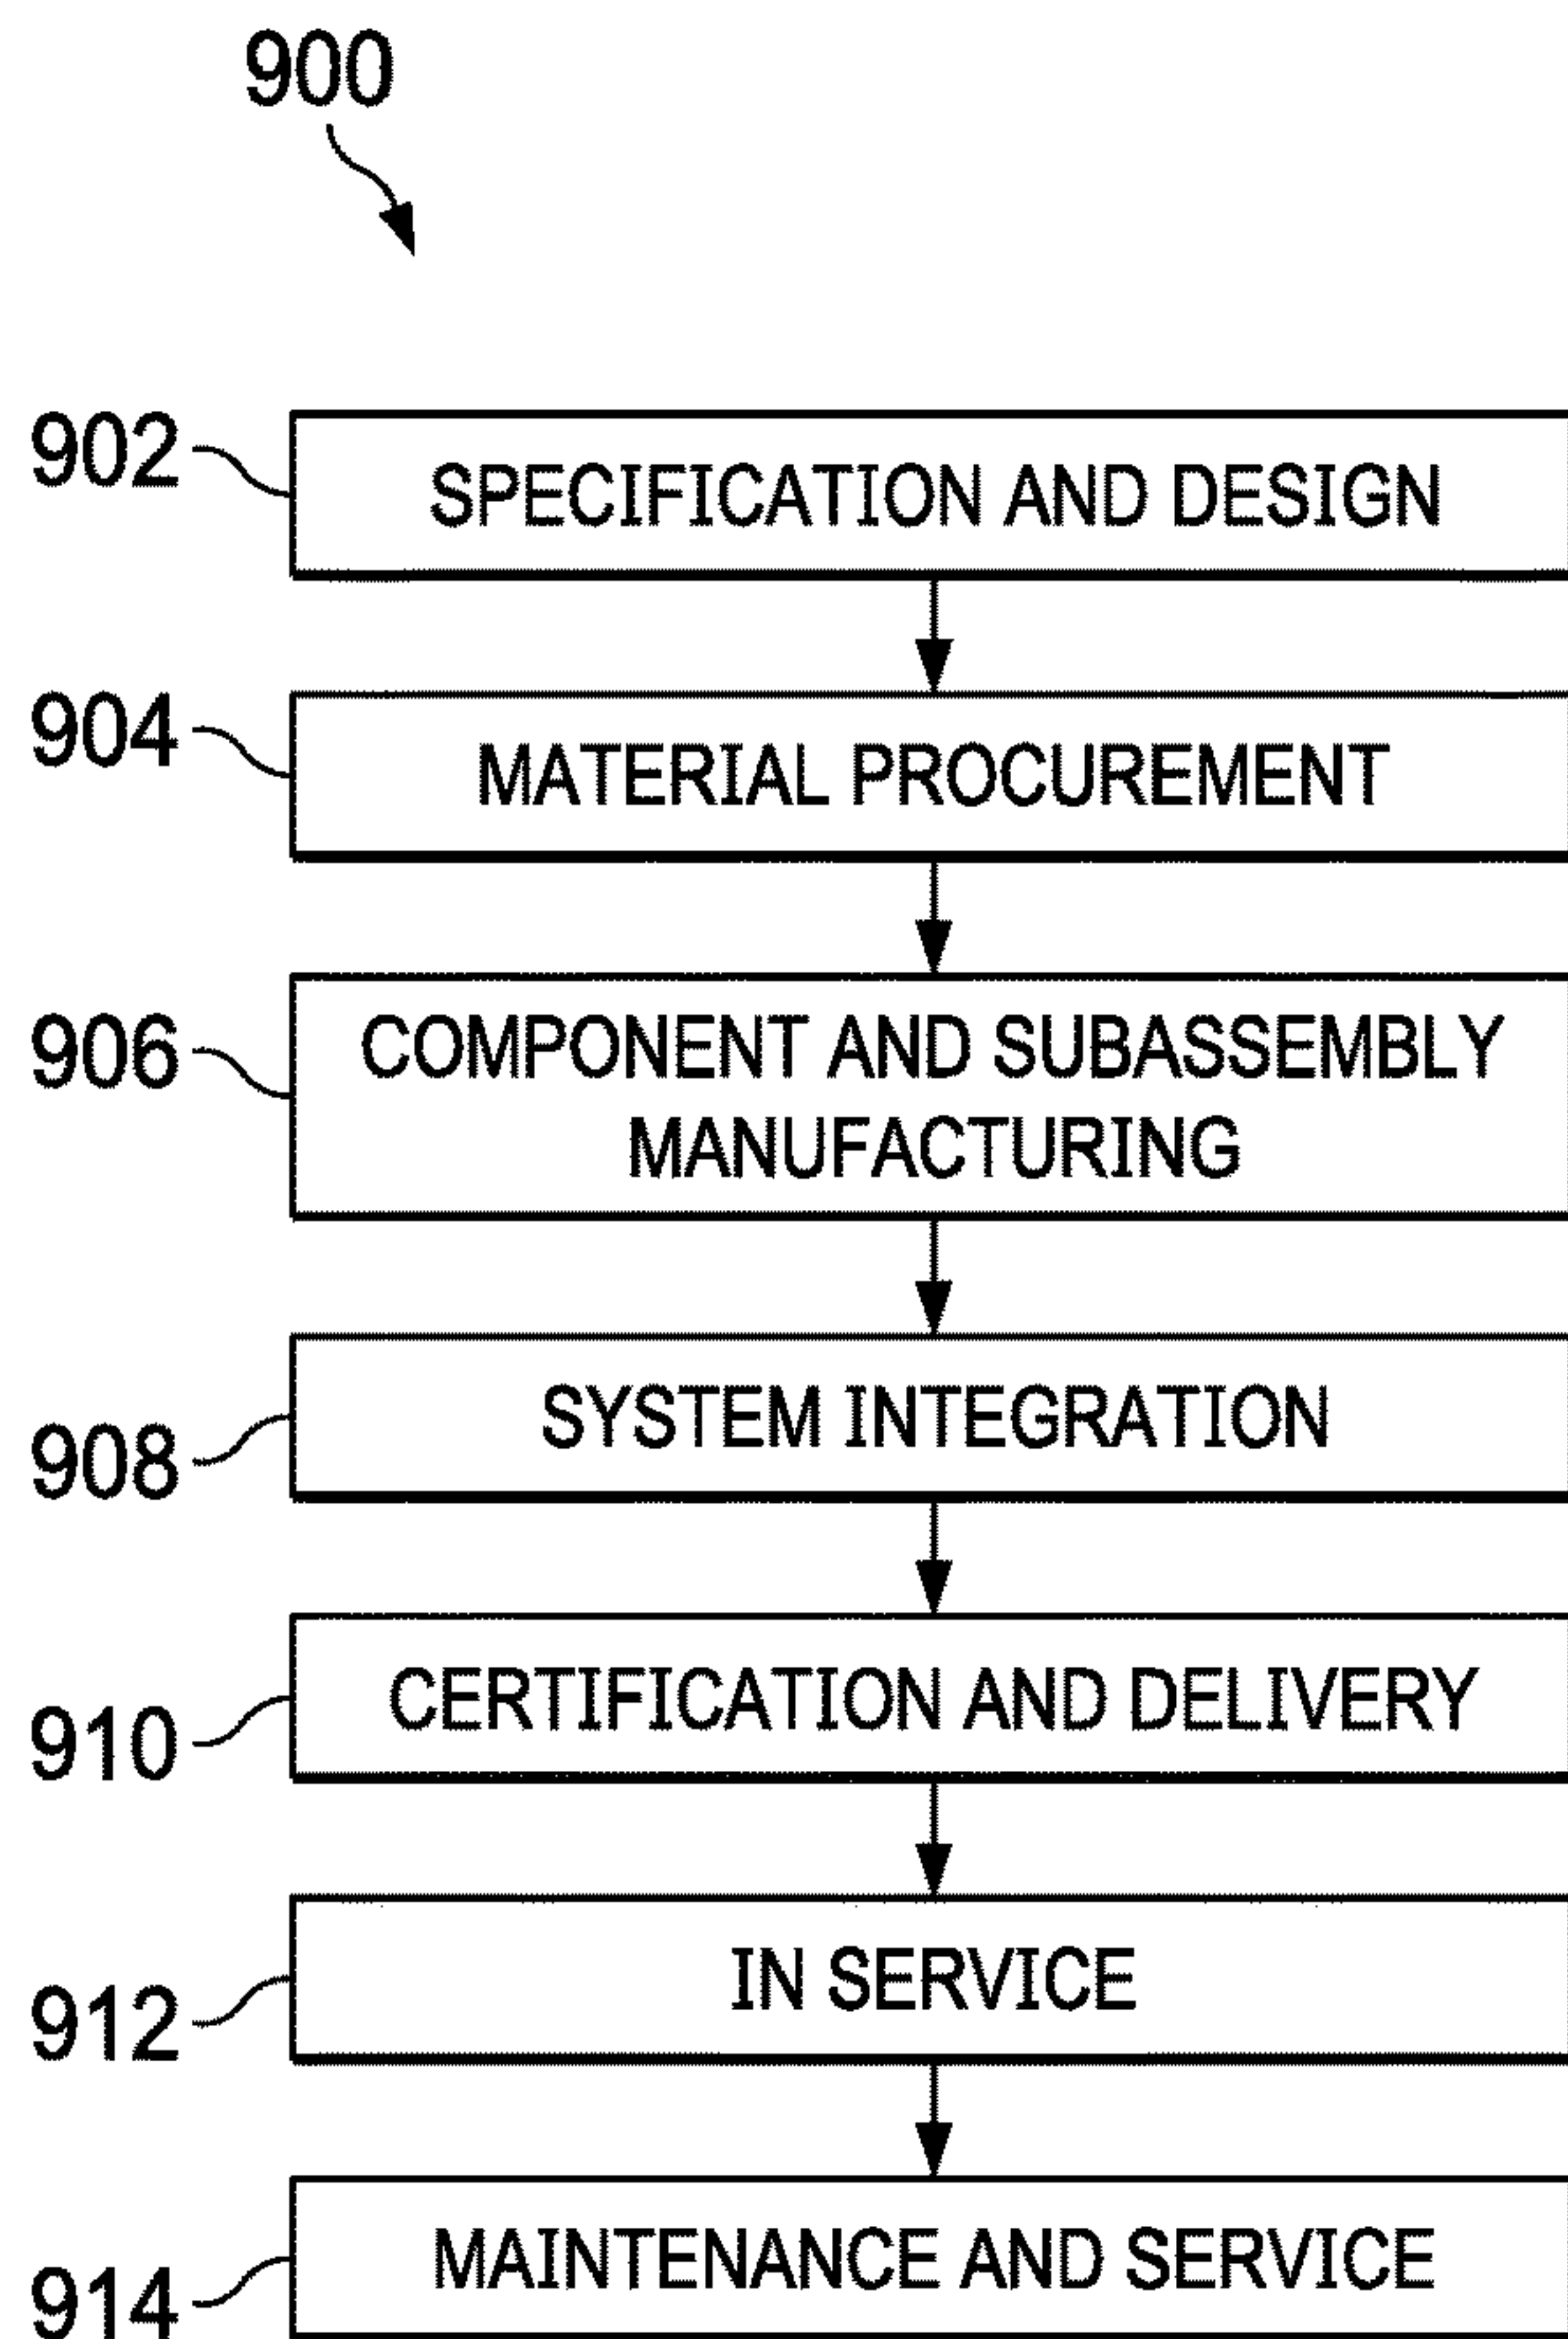 900
902
SPECIFICATION AND DESIGN
904
MATERIAL PROCUREMENT
906
COMPONENT AND SUBASSEMBLY
MANUFACTURING
908
SYSTEM INTEGRATION
910
CERTIFICATION AND DELIVERY
912
IN SERVICE
914
MAINTENANCE AND SERVICE